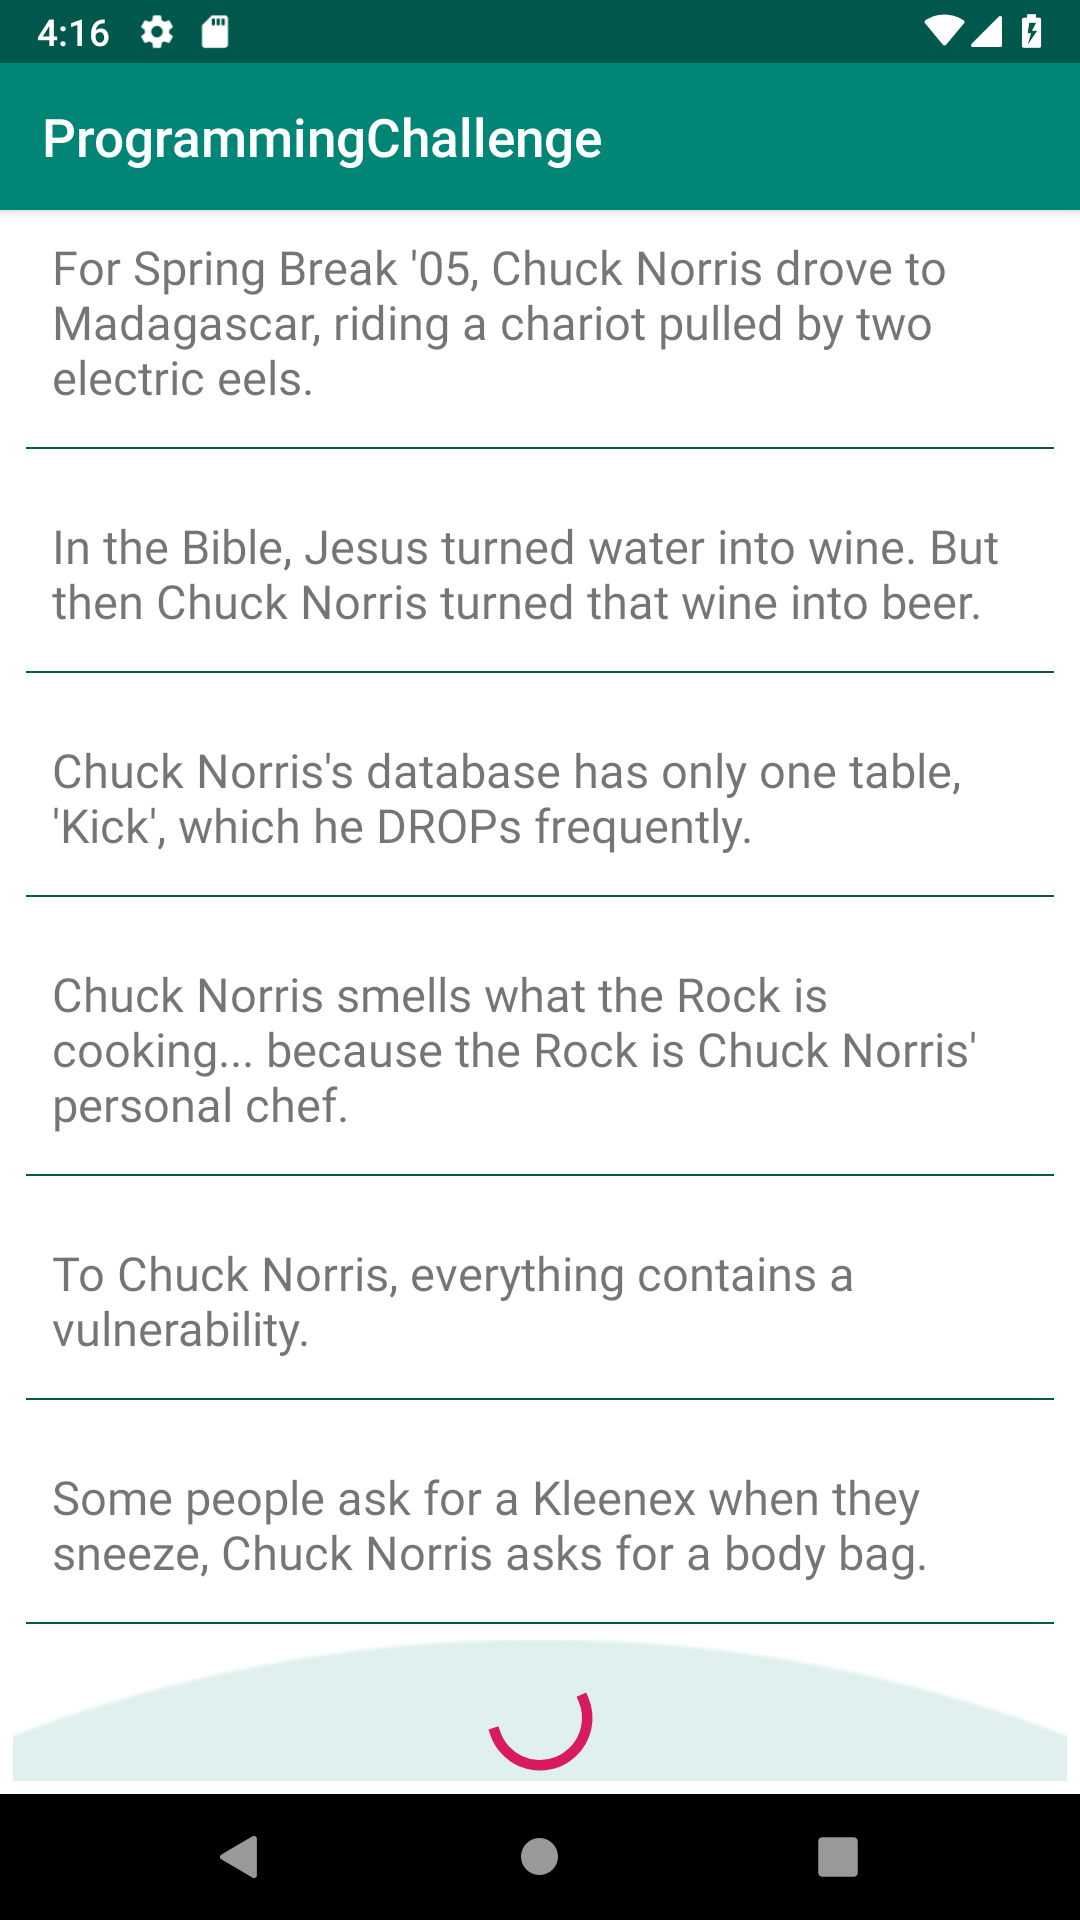 4:16
ProgrammingChallenge
For Spring Break '05, Chuck Norris drove to
Madagascar, riding a chariot pulled by two
electric eels.
In the Bible, Jesus turned water into wine. But
then Chuck Norris turned that wine into beer.
Chuck Norris's database has only one table,
'Kick', which he DROPs frequently.
Chuck Norris smells what the Rock is
cooking... because the Rock is Chuck Norris'
personal chef.
To Chuck Norris, everything contains a
vulnerability.
Some people ask for a Kleenex when they
sneeze, Chuck Norris asks for a body bag.